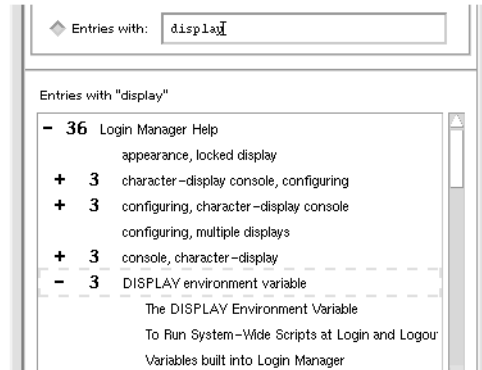 Entries with: display
Entries with "display"
- 36 Login Manager Help
appearance, locked display
+ 3 character-display console, configuring
+ 3 configuring, character-display console
configuring, multiple displays
+ 3 console, character-display
- 3 DISPLAY environment variable
The DISPLAY Environment Variable
To Run System-Wide Scripts at Login and Logou
Variables built into Login Manager